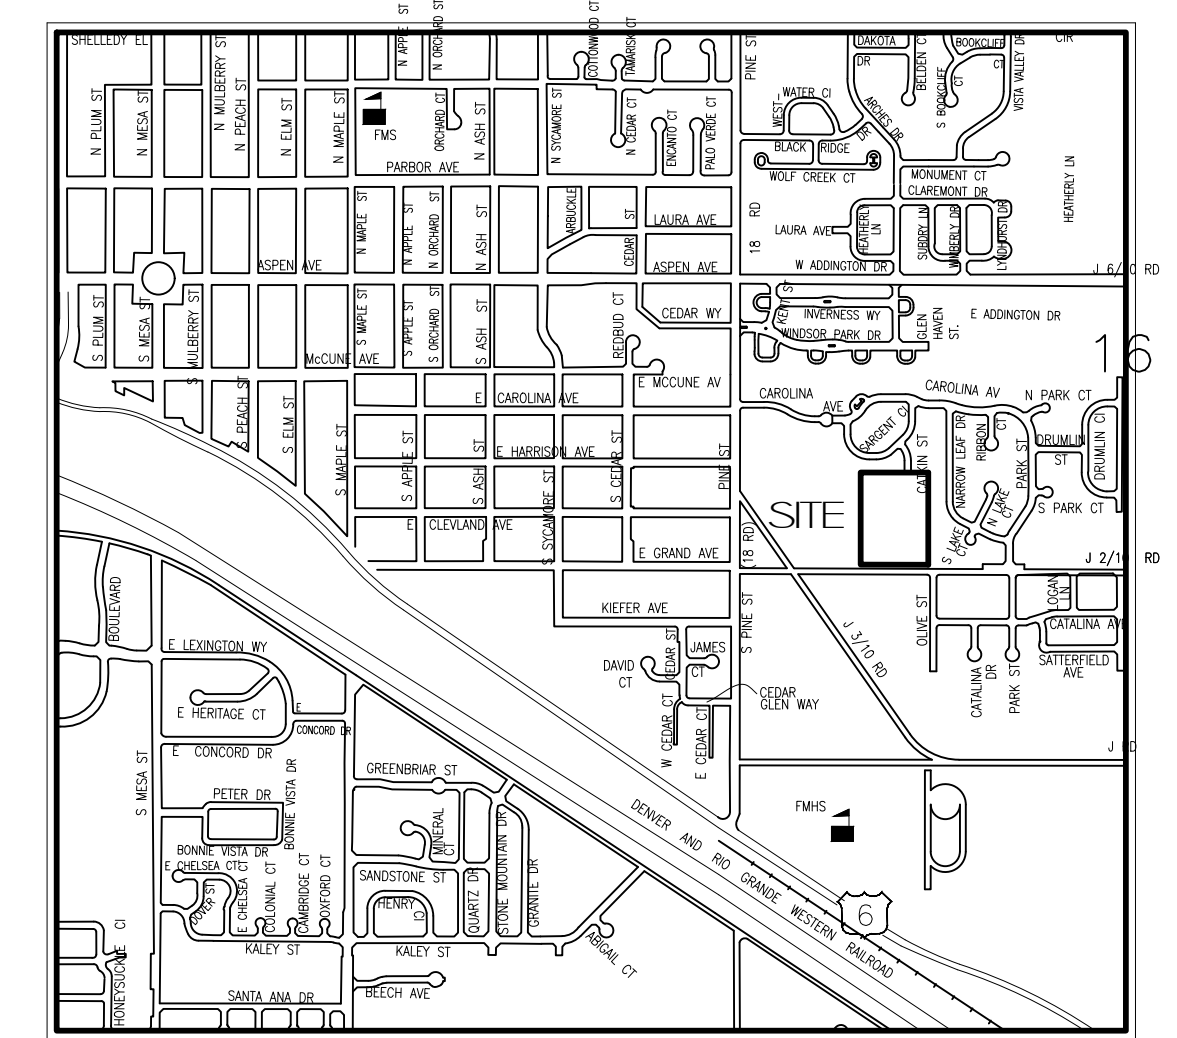 SHELLEDY EL
N APPLE ST
N ORCHARD ST
COTTONWOOD CT
TAMARISK CT
PINE ST
DAKOTA
DR
BELDEN C
BOOKCLIFF
CT
S BOOKCLIFF
CT
VISTA VALLEY DR
CIR
N PLUM ST
N MESA ST
N MULBERRY ST
N PEACH ST
N ELM ST
N MAPLE ST
FMS
ORCHARD CT
N ASH ST
N SYCAMORE ST
N CEDAR CT
ENCANTO CT
PALO VERDE CT
WEST
WATER CI
ARCHES DR
BLACK RIDGE
DR
WOLF CREEK CT
MONUMENT CT
CLAREMONT DR
HEATHERLY LN
PARBOR AVE
N MAPLE ST
N APPLE ST
N ORCHARD ST
N ASH ST
ARBUCKLE
CEDAR ST
LAURA AVE
ASPEN AVE
18 RD
LAURA AVE
HEATHERLY
LN
SUDORY LN
WIMBERLY DR
LYNDHURST DR
W ADDINGTON DR
ASPEN AVE
J 6/10 RD
S PLUM ST
S MESA ST
S MULBERRY ST
S MAPLE ST
S APPLE ST
S ORCHARD ST
S ASH ST
REDBUD CT
CEDAR WY
KENT ST
INVERNESS WY
WINDSOR PARK DR
GLEN
HAVEN
ST.
E ADDINGTON DR
16
McCUNE AVE
E MCCUNE AV
S PEACH ST
S ELM ST
S MAPLE ST
E CAROLINA AVE
CAROLINA
AVE
CAROLINA AV
N PARK CT
SARGENT CI
CATKIN ST
NARROW LEAF DR
RIBBON
CT
PARK ST
DRUMLIN
ST
DRUMLIN CI
S APPLE ST
S ASH ST
E HARRISON AVE
S CEDAR ST
PINE ST
S SYCAMORE ST
E CLEVLAND AVE
SITE
N LAKE
CT
S LAKE
CT
S PARK CT
E GRAND AVE
(18 RD)
J 2/10 RD
BOULEVARD
KIEFER AVE
S PINE ST
OLIVE ST
LOGAN
LN
CATALINA AVE
E LEXINGTON WY
J 3/10 RD
CEDAR ST
JAMES
CT
DAVID
CT
SATTERFIELD
AVE
CATALINA
DR
PARK ST
E HERITAGE CT
E
CONCORD DR
CEDAR
GLEN WAY
W CEDAR CT
E CEDAR CT
E CONCORD DR
J RD
S MESA ST
GREENBRIAR ST
PETER DR
BONNIE VISTA DR
FMHS
DENVER AND RIO GRANDE WESTERN RAILROAD
MINERAL
CT
BONNIE VISTA DR
E CHELSEA CT
SANDSTONE ST
QUARTZ DR
STONE MOUNTAIN DR
GRANITE DR
DOVER ST
E CHELSEA CT
COLONIAL CT
CAMBRIDGE CT
OXFORD CT
HENRY
CI
6
HONEYSUCKLE CI
KALEY ST
KALEY ST
ABIGAIL CT
BEECH AVE
SANTA ANA DR